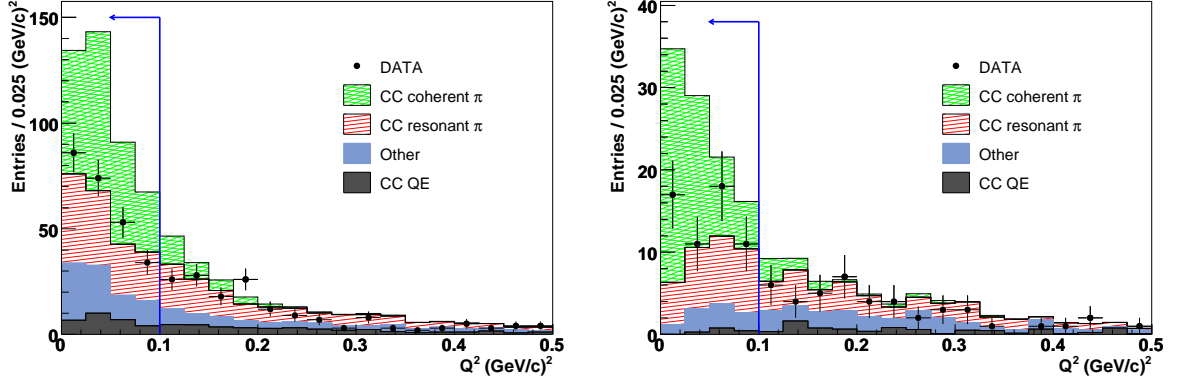 Entries / 0.025 (GeV/c)²
150
100
50
0
DATA
CC coherent π
CC resonant π
Other
CC QE
0 0.1 0.2 0.3 0.4 0.5
Q² (GeV/c)²
Entries / 0.025 (GeV/c)²
40
30
20
10
0
DATA
CC coherent π
CC resonant π
Other
CC QE
0 0.1 0.2 0.3 0.4 0.5
Q² (GeV/c)²